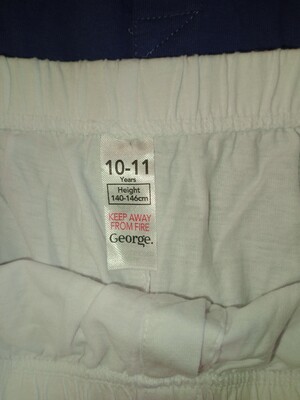 10-11
Years
Height
140-146cm
KEEP AWAY
FROM FIRE
George.